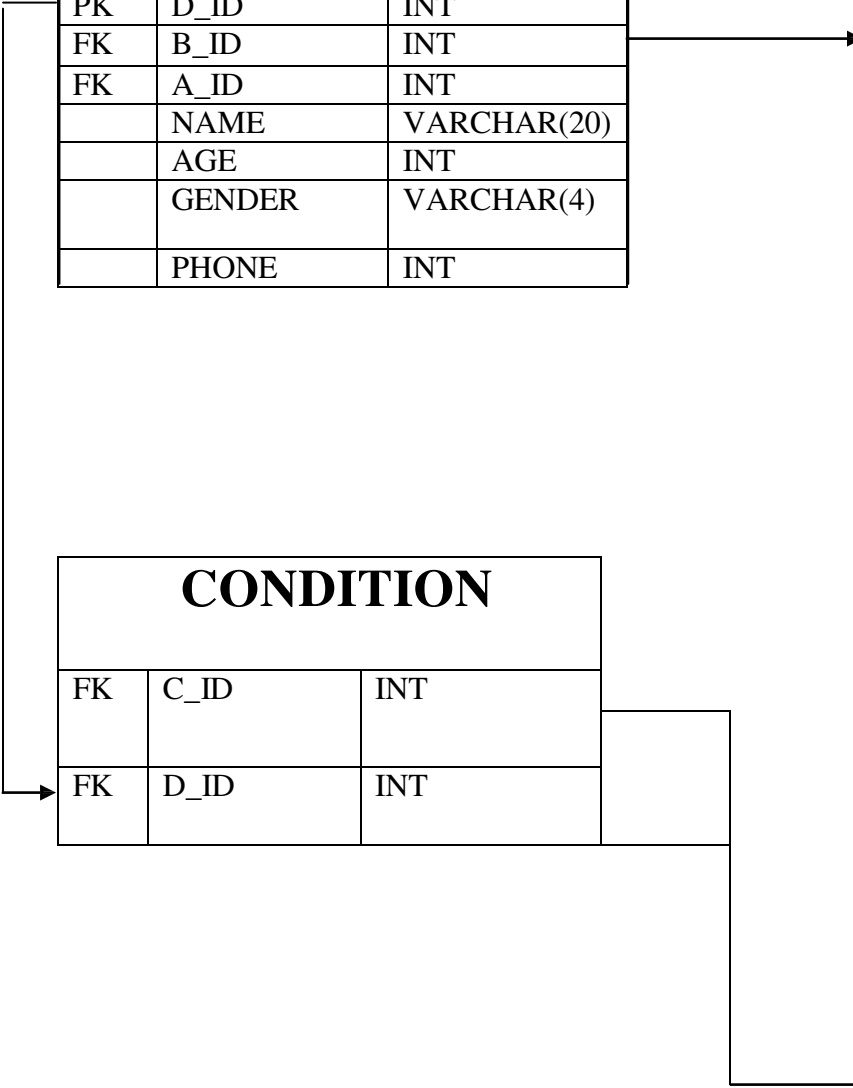 PK D_ID INT
FK B_ID INT
FK A_ID INT
NAME VARCHAR(20)
AGE INT
GENDER VARCHAR(4)
PHONE INT
CONDITION
FK C_ID INT
FK D_ID INT